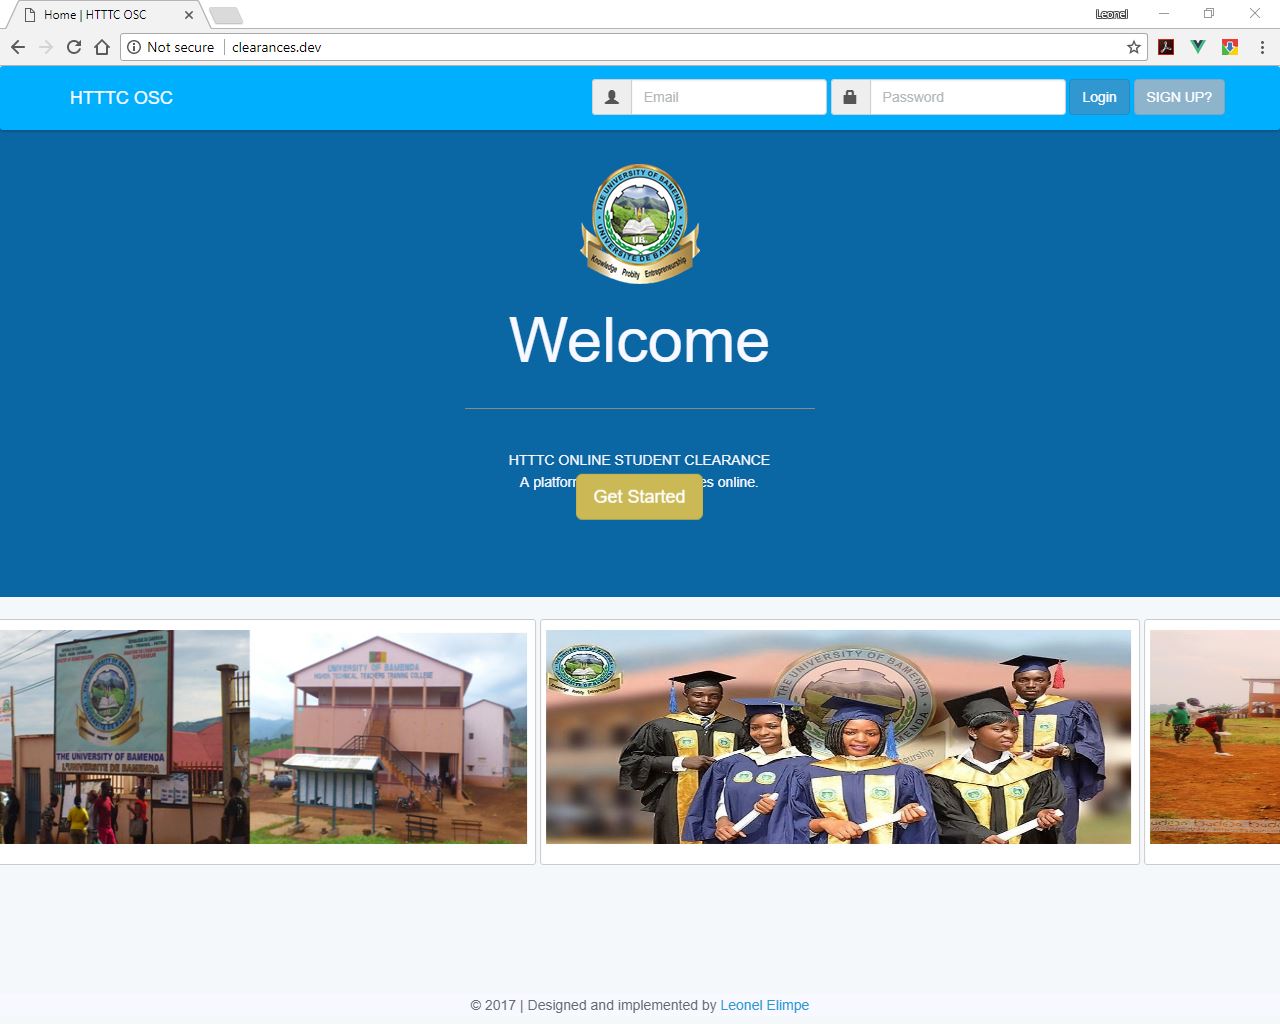 Home | HTTTC OSC
Leonel
Not secure
clearances.dev
HTTTC OSC
Email
Password
Login
SIGN UP?
THE UNIVERSITY OF BAMENDA
UBa
UNIVERSITE DE BAMENDA
Knowledge Probity Entrepreneurship
Welcome
HTTTC ONLINE STUDENT CLEARANCE
A platfor
es online.
Get Started
THE UNIVERSITY OF BAMENDA
L'UNIVERSITE DE BAMENDA
UNIVERSITY OF BAMENDA
HIGHER TECHNICAL TEACHERS TRAINING COLLEGE
UNIVERSITY OF BAMENDA
© 2017 | Designed and implemented by Leonel Elimpe